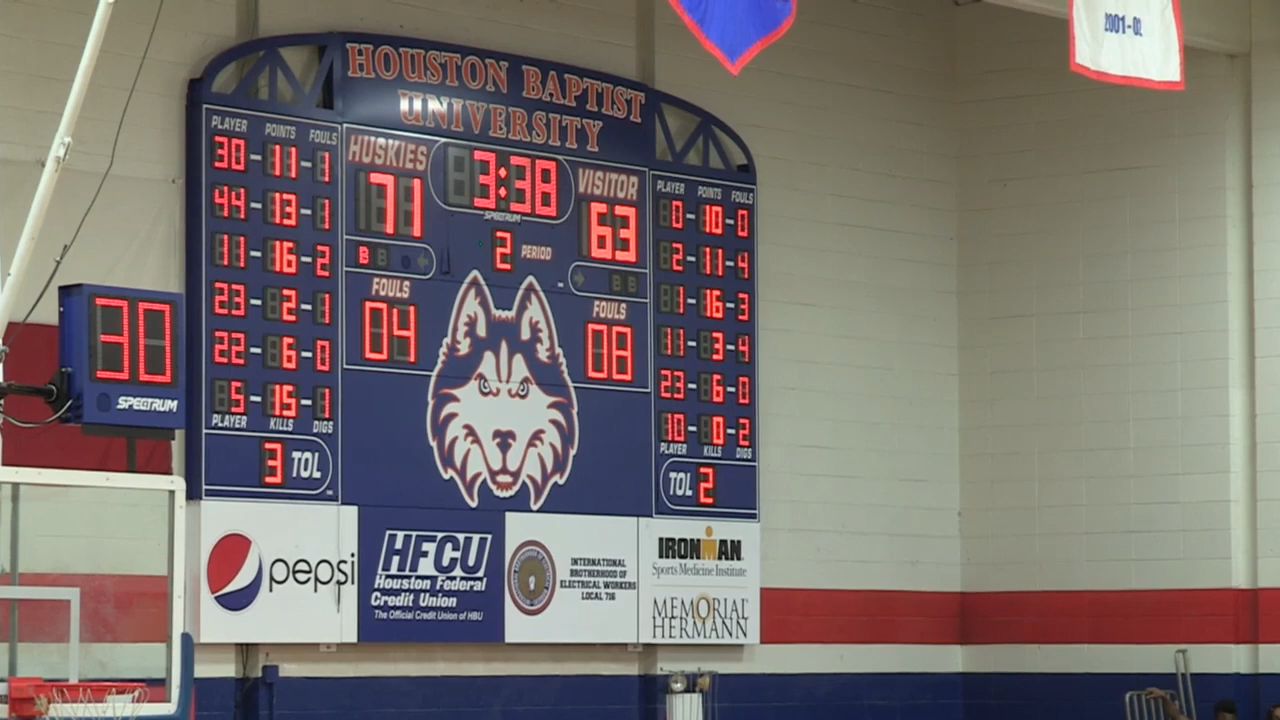 2001-02
HOUSTON BAPTIST
UNIVERSITY
PLAYER POINTS FOULS
30-11-1
44-13-1
11-16-2
23-2-1
22-6-0
5-15-1
PLAYER KILLS DIGS
3 TOL
HUSKIES
71
3:38
SPECTRUM
VISITOR
63
B
2 PERIOD
FOULS
04
FOULS
08
PLAYER POINTS FOULS
0-10-0
2-11-4
1-16-3
11-3-4
23-6-0
10-0-2
PLAYER KILLS DIGS
TOL 2
30
SPECTRUM
pepsi
HFCU
Houston Federal
Credit Union
The Official Credit Union of HBU
INTERNATIONAL
BROTHERHOOD OF
ELECTRICAL WORKERS
LOCAL 716
IRONMAN
Sports Medicine Institute
MEMORIAL
HERMANN